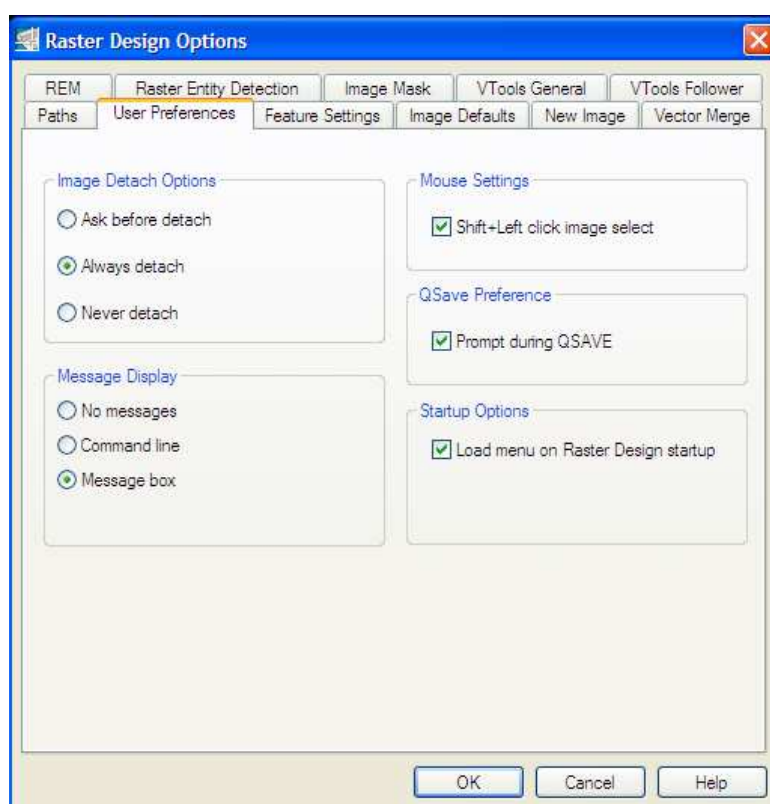 Raster Design Options
REM Raster Entity Detection Image Mask VTools General VTools Follower
Paths User Preferences Feature Settings Image Defaults New Image Vector Merge
Image Detach Options
Ask before detach
Always detach
Never detach
Message Display
No messages
Command line
Message box
Mouse Settings
Shift+Left click image select
QSave Preference
Prompt during QSAVE
Startup Options
Load menu on Raster Design startup
OK Cancel Help